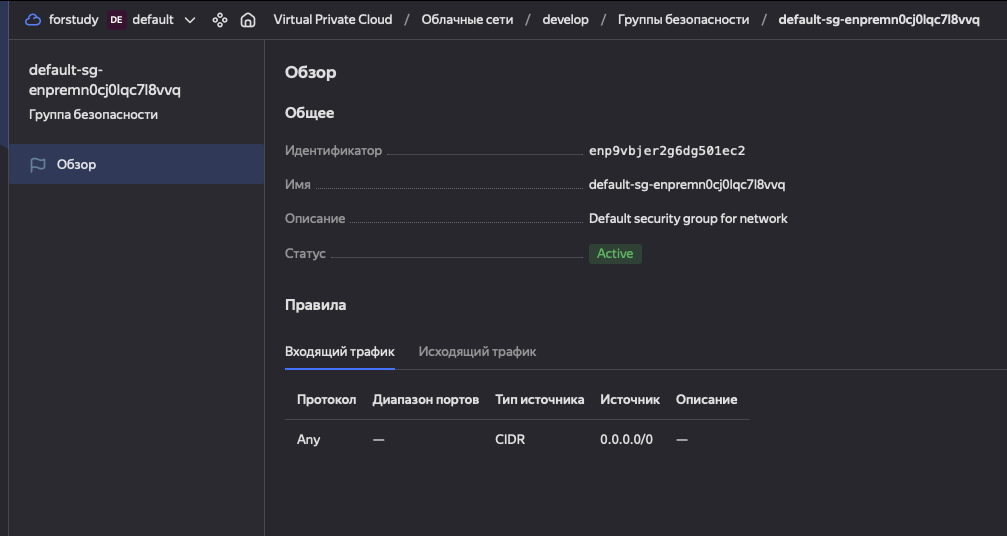 forstudy DE default Virtual Private Cloud / Облачные сети / develop / Группы безопасности / default-sg-enpremn0cj0lqc7l8vvq
default-sg-
enpremn0cj0lqc7l8vvq
Группа безопасности
Обзор
Обзор
Общее
Идентификатор enp9vbjer2g6dg501ec2
Имя default-sg-enpremn0cj0lqc7l8vvq
Описание Default security group for network
Статус Active
Правила
Входящий трафик Исходящий трафик
Протокол Диапазон портов Тип источника Источник Описание
Any — CIDR 0.0.0.0/0 —